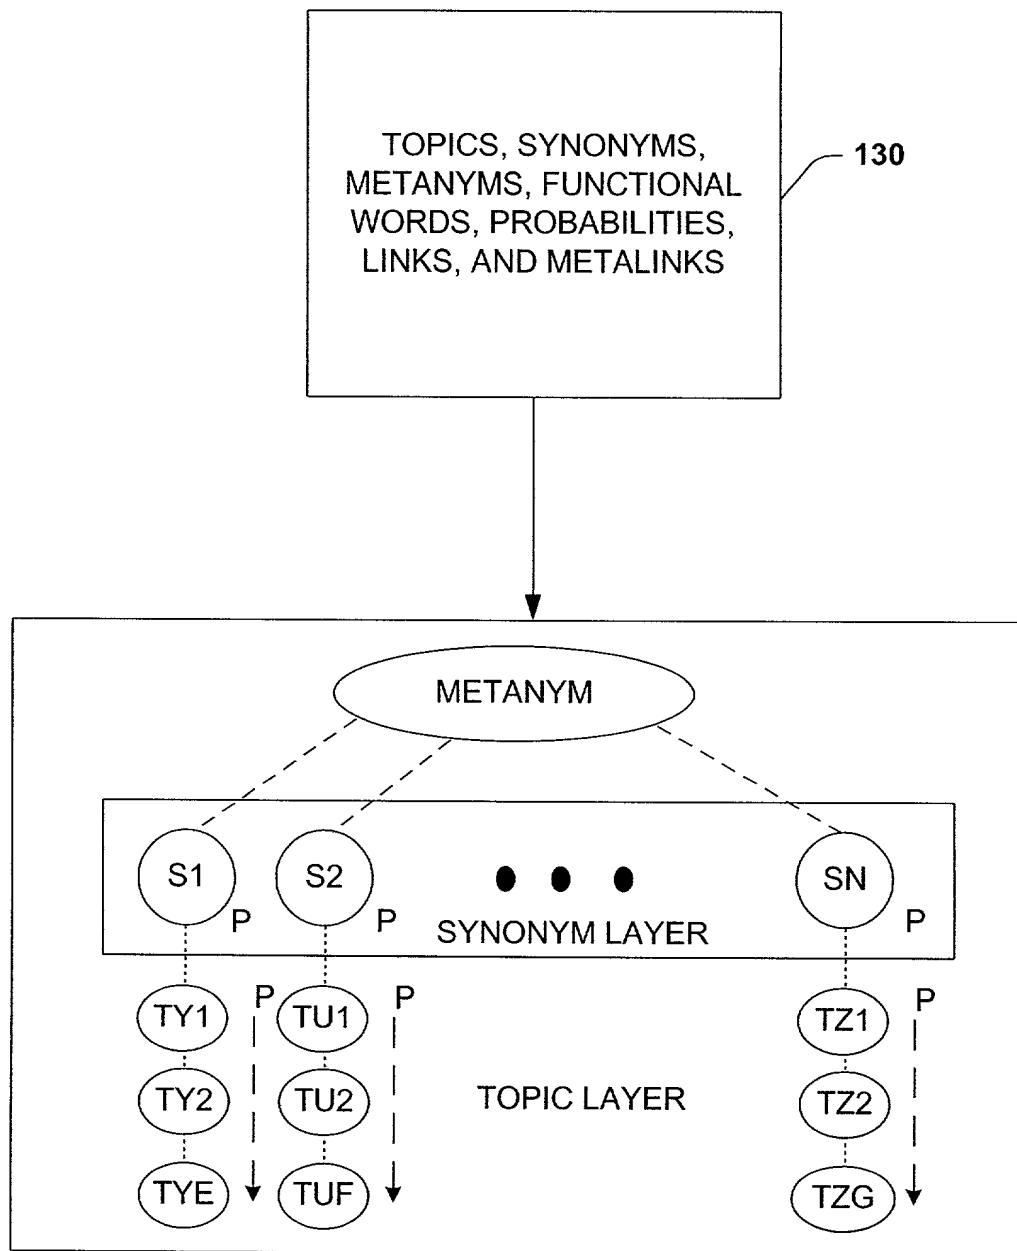 TOPICS, SYNONYMS,
METANYMS, FUNCTIONAL
WORDS, PROBABILITIES,
LINKS, AND METALINKS
130
METANYM
S1 S2 SN
P P P
SYNONYM LAYER
TY1 P TU1 P TZ1 P
TY2 TU2 TOPIC LAYER TZ2
TYE TUF TZG